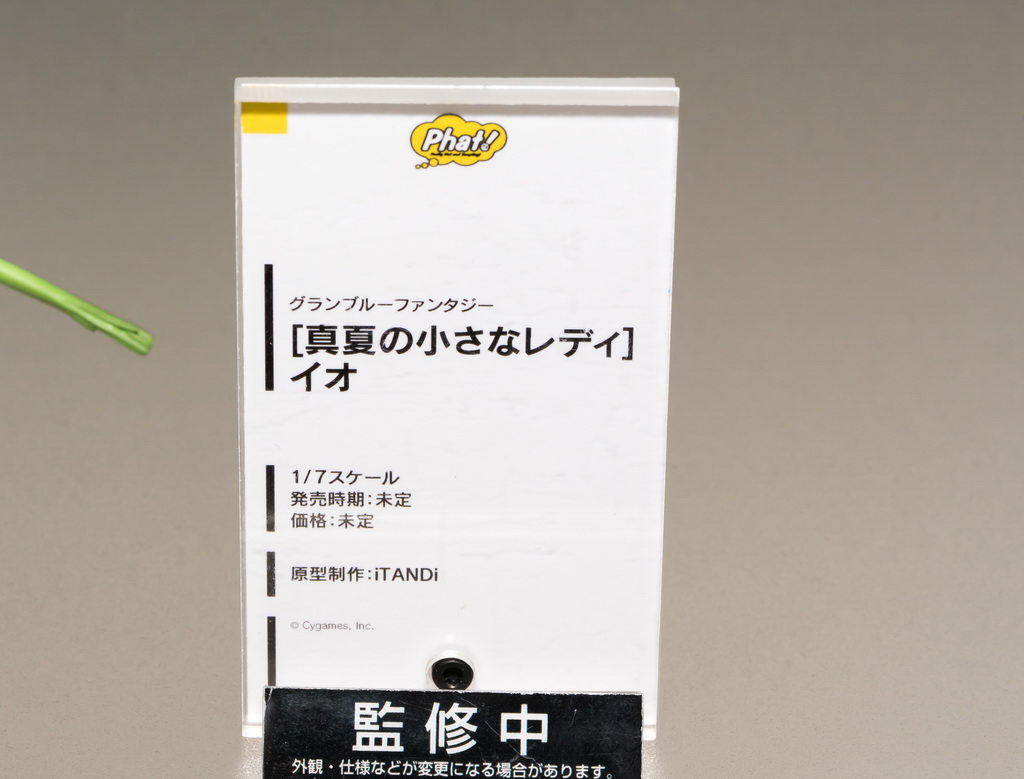 Phat!
グランブルーファンタジー
[真夏の小さなレディ]
イオ
1/7スケール
発売時期:未定
価格:未定
原型制作:iTANDi
© Cygames, Inc.
監修中
外観・仕様などが変更になる場合があります。